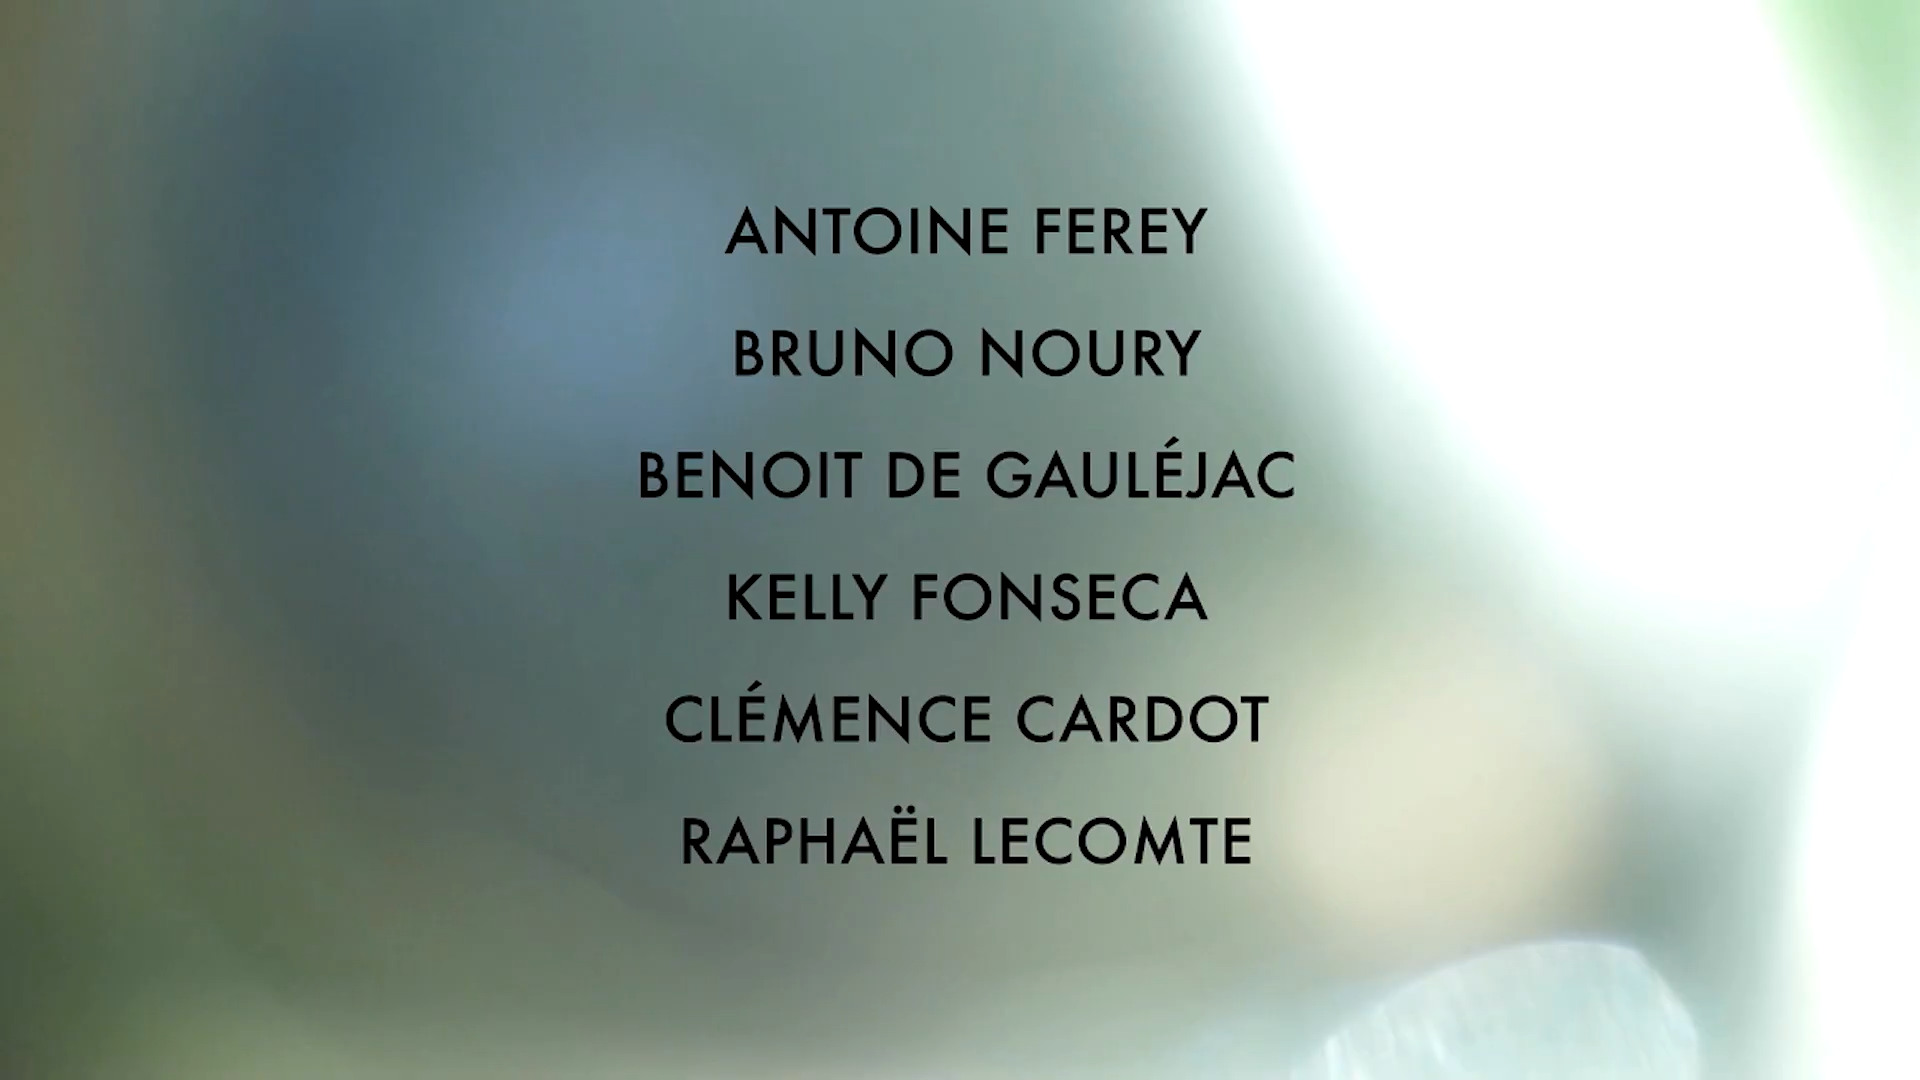 ANTOINE FEREY
BRUNO NOURY
BENOIT DE GAULÉJAC
KELLY FONSECA
CLÉMENCE CARDOT
RAPHAËL LECOMTE